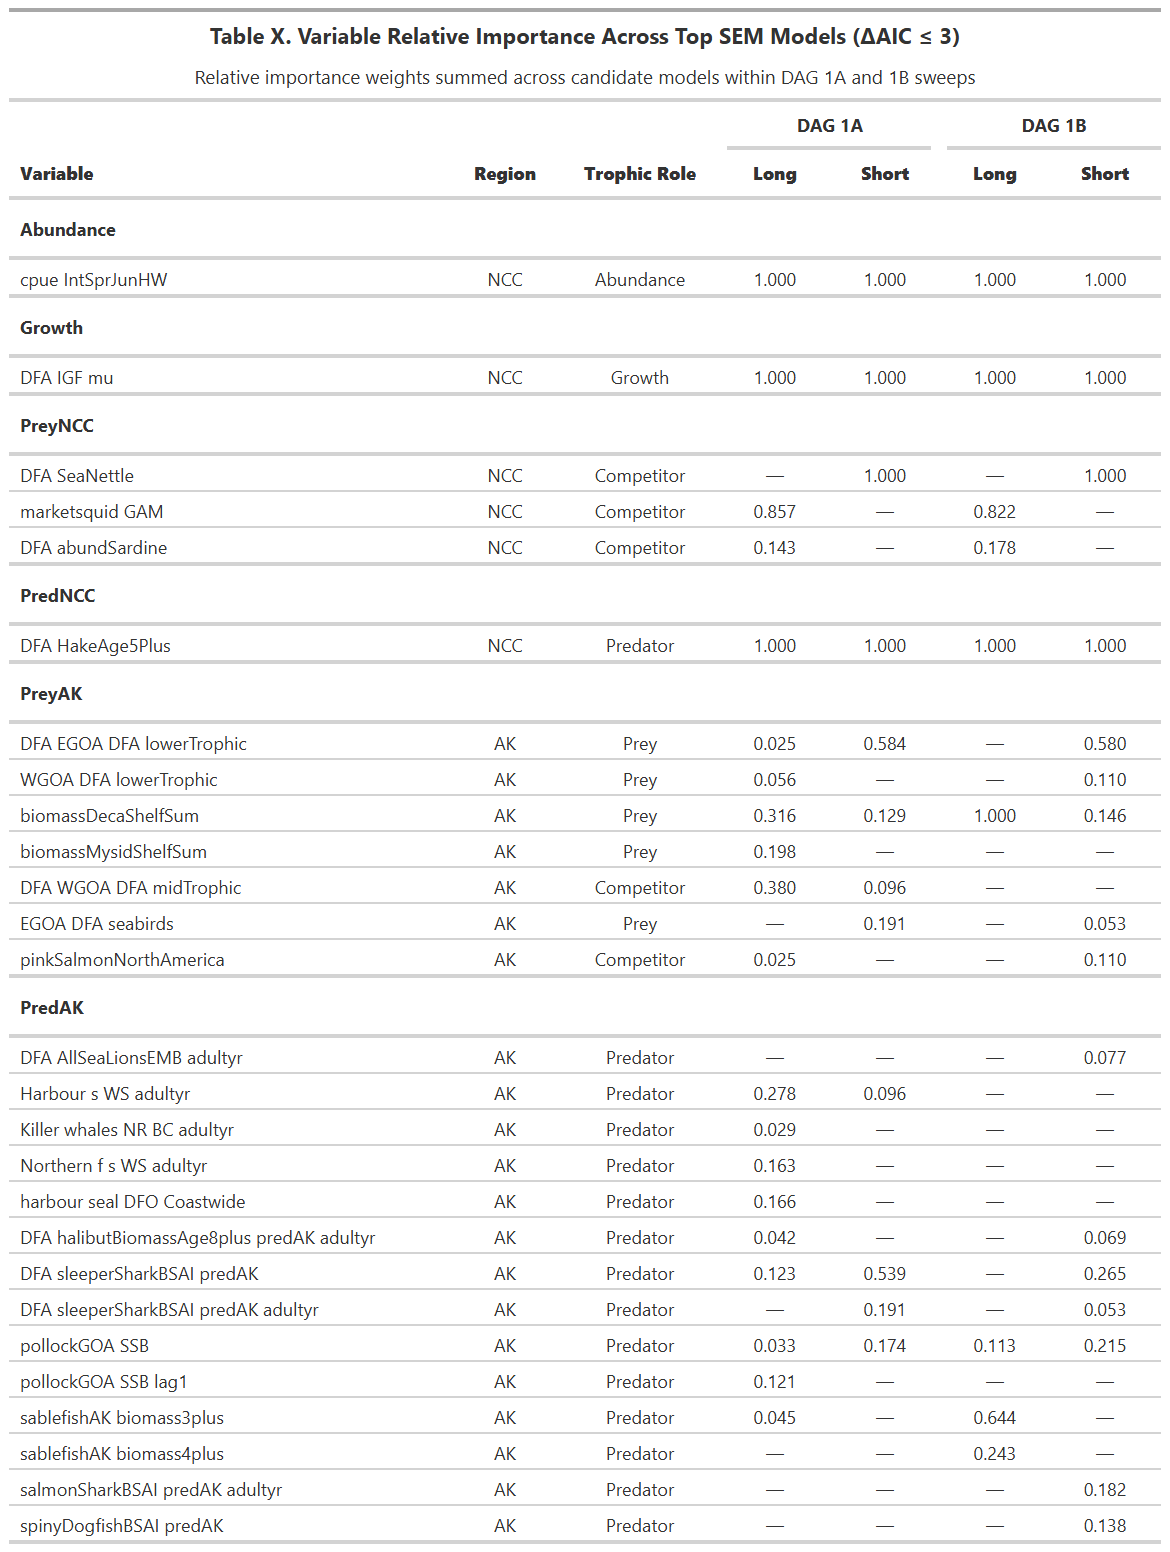 Table X. Variable Relative Importance Across Top SEM Models (ΔAIC ≤ 3)
Relative importance weights summed across candidate models within DAG 1A and 1B sweeps
DAG 1A DAG 1B
Variable Region Trophic Role Long Short Long Short
Abundance
cpue IntSprJunHW NCC Abundance 1.000 1.000 1.000 1.000
Growth
DFA IGF mu NCC Growth 1.000 1.000 1.000 1.000
PreyNCC
DFA SeaNettle NCC Competitor — 1.000 — 1.000
marketsquid GAM NCC Competitor 0.857 — 0.822 —
DFA abundSardine NCC Competitor 0.143 — 0.178 —
PredNCC
DFA HakeAge5Plus NCC Predator 1.000 1.000 1.000 1.000
PreyAK
DFA EGOA DFA lowerTrophic AK Prey 0.025 0.584 — 0.580
WGOA DFA lowerTrophic AK Prey 0.056 — — 0.110
biomassDecaShelfSum AK Prey 0.316 0.129 1.000 0.146
biomassMysidShelfSum AK Prey 0.198 — — —
DFA WGOA DFA midTrophic AK Competitor 0.380 0.096 — —
EGOA DFA seabirds AK Prey — 0.191 — 0.053
pinkSalmonNorthAmerica AK Competitor 0.025 — — 0.110
PredAK
DFA AllSeaLionsEMB adultyr AK Predator — — — 0.077
Harbour s WS adultyr AK Predator 0.278 0.096 — —
Killer whales NR BC adultyr AK Predator 0.029 — — —
Northern f s WS adultyr AK Predator 0.163 — — —
harbour seal DFO Coastwide AK Predator 0.166 — — —
DFA halibutBiomassAge8plus predAK adultyr AK Predator 0.042 — — 0.069
DFA sleeperSharkBSAI predAK AK Predator 0.123 0.539 — 0.265
DFA sleeperSharkBSAI predAK adultyr AK Predator — 0.191 — 0.053
pollockGOA SSB AK Predator 0.033 0.174 0.113 0.215
pollockGOA SSB lag1 AK Predator 0.121 — — —
sablefishAK biomass3plus AK Predator 0.045 — 0.644 —
sablefishAK biomass4plus AK Predator — — 0.243 —
salmonSharkBSAI predAK adultyr AK Predator — — — 0.182
spinyDogfishBSAI predAK AK Predator — — — 0.138